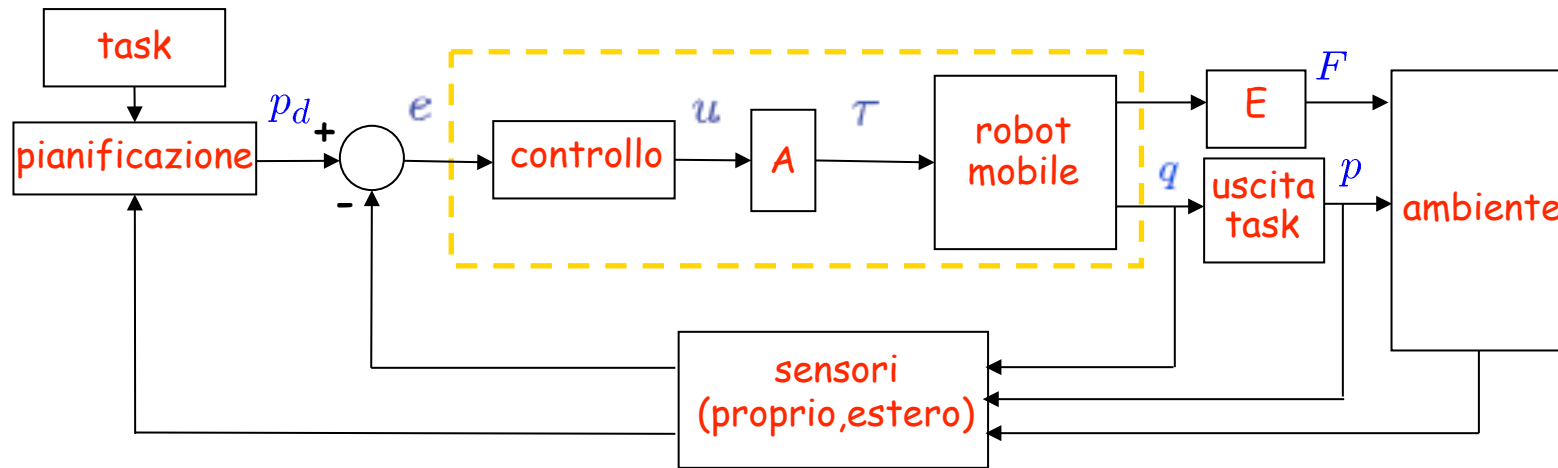 task
pianificazione
p_d
+
-
e
controllo
u
A
τ
robot
mobile
E
F
q
uscita
task
p
ambiente
sensori
(proprio,estero)